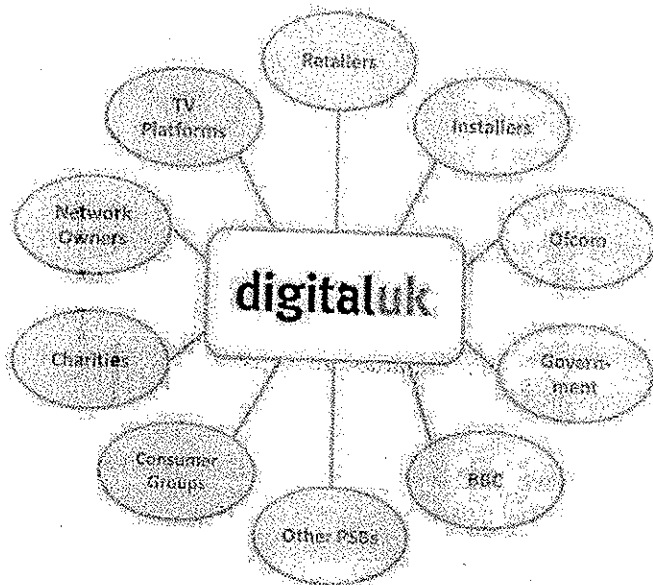 Retailers
TV
Platforms
Installers
Network
Owners
Ofcom
digitaluk
Charities
Govern-
ment
Consumer
Groups
BBC
Other PSBs